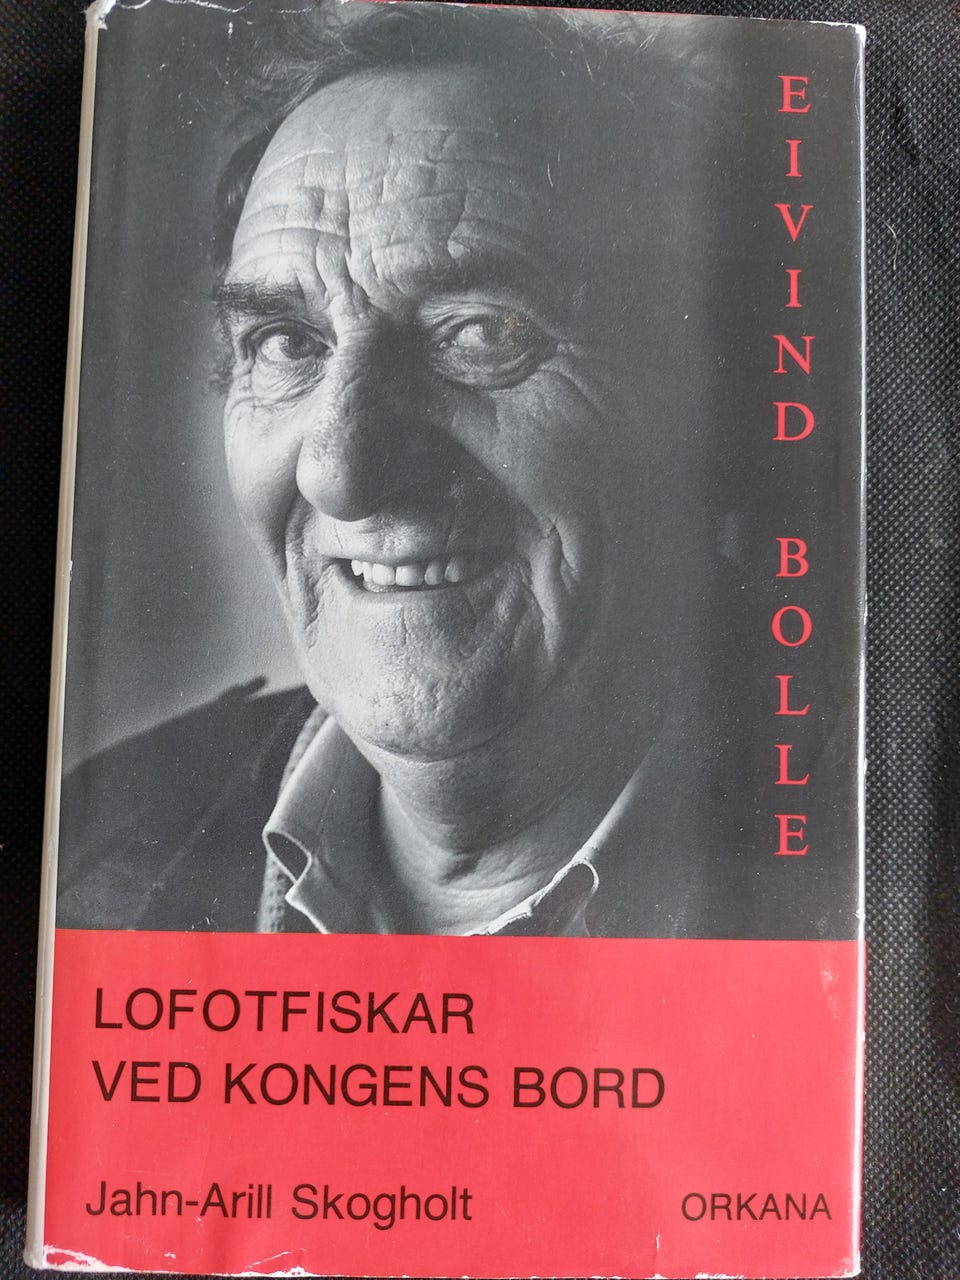 EIVIND BOLLE
LOFOTFISKAR
VED KONGENS BORD
Jahn-Arill Skogholt
ORKANA